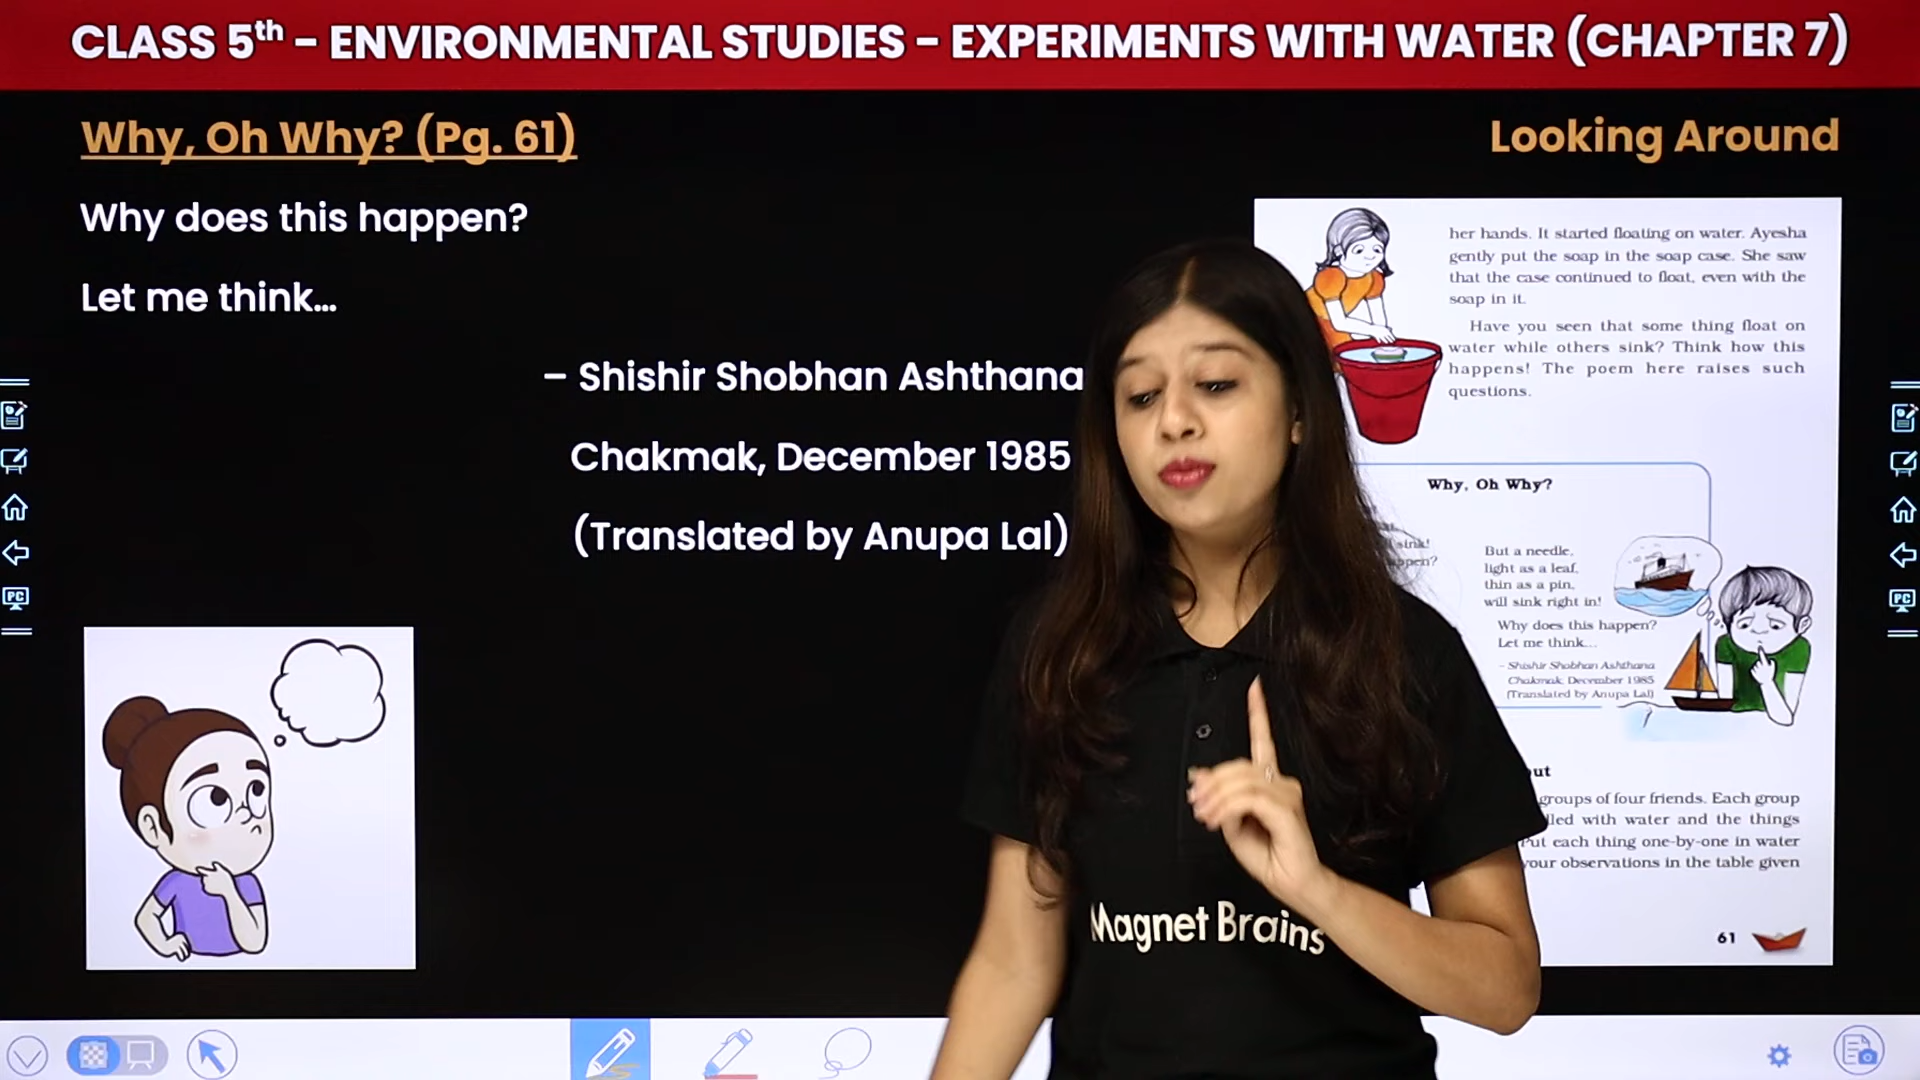 CLASS 5th – ENVIRONMENTAL STUDIES – EXPERIMENTS WITH WATER (CHAPTER 7)
Why, Oh Why? (Pg. 61)
Looking Around
Why does this happen?
Let me think...
– Shishir Shobhan Ashthana
Chakmak, December 1985
(Translated by Anupa Lal)
her hands. It started floating on water. Ayesha
gently put the soap in the soap case. She saw
that the case continued to float, even with the
soap in it.
Have you seen that some thing float on
water while others sink? Think how this
happens! The poem here raises such
questions.
Why, Oh Why?
sink!
ppen?
But a needle,
light as a leaf,
thin as a pin,
will sink right in!
Why does this happen?
Let me think...
– Shishir Shobhan Ashthana
Chakmak, December 1985
(Translated by Anupa Lal)
out
groups of four friends. Each group
lled with water and the things
Put each thing one-by-one in water
your observations in the table given
61
Magnet Brains
PC
PC